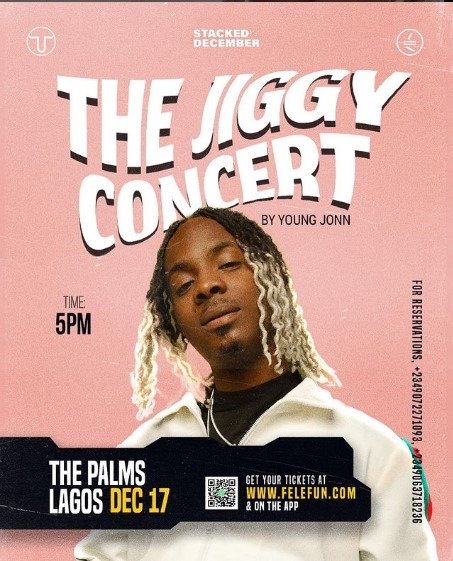 STACKED
DECEMBER
THE JIGGY
CONCERT
BY YOUNG JONN
TIME:
5PM
FOR RESERVATIONS, +2349072271093, +2349063718236
THE PALMS
LAGOS DEC 17
GET YOUR TICKETS AT
WWW.FELEFUN.COM
& ON THE APP